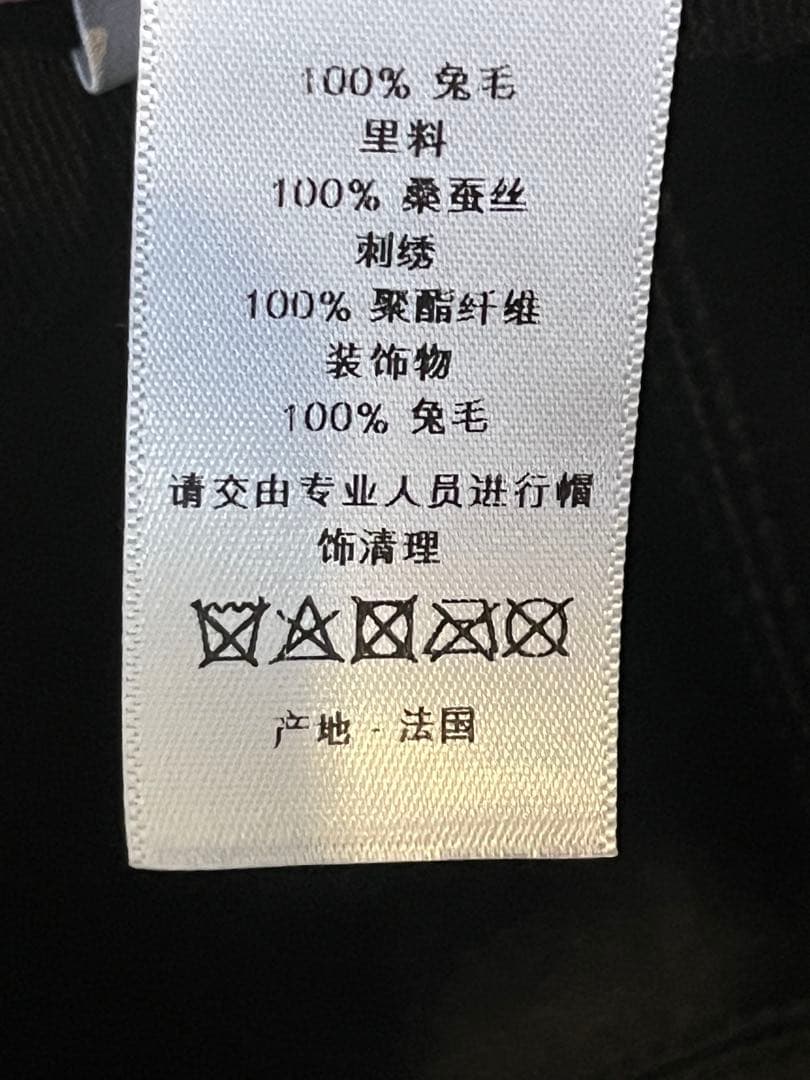 100% 兔毛
里料
100% 桑蚕丝
刺绣
100% 聚酯纤维
装饰物
100% 兔毛
请交由专业人员进行帽
饰清理
产地 - 法国